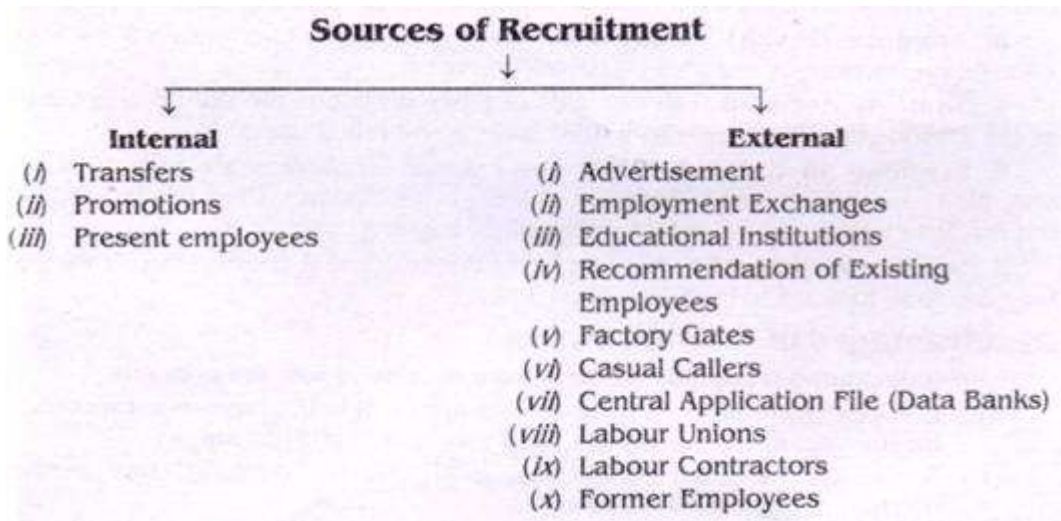 Sources of Recruitment
Internal
(i) Transfers
(ii) Promotions
(iii) Present employees
External
(i) Advertisement
(ii) Employment Exchanges
(iii) Educational Institutions
(iv) Recommendation of Existing
Employees
(v) Factory Gates
(vi) Casual Callers
(vii) Central Application File (Data Banks)
(viii) Labour Unions
(ix) Labour Contractors
(x) Former Employees